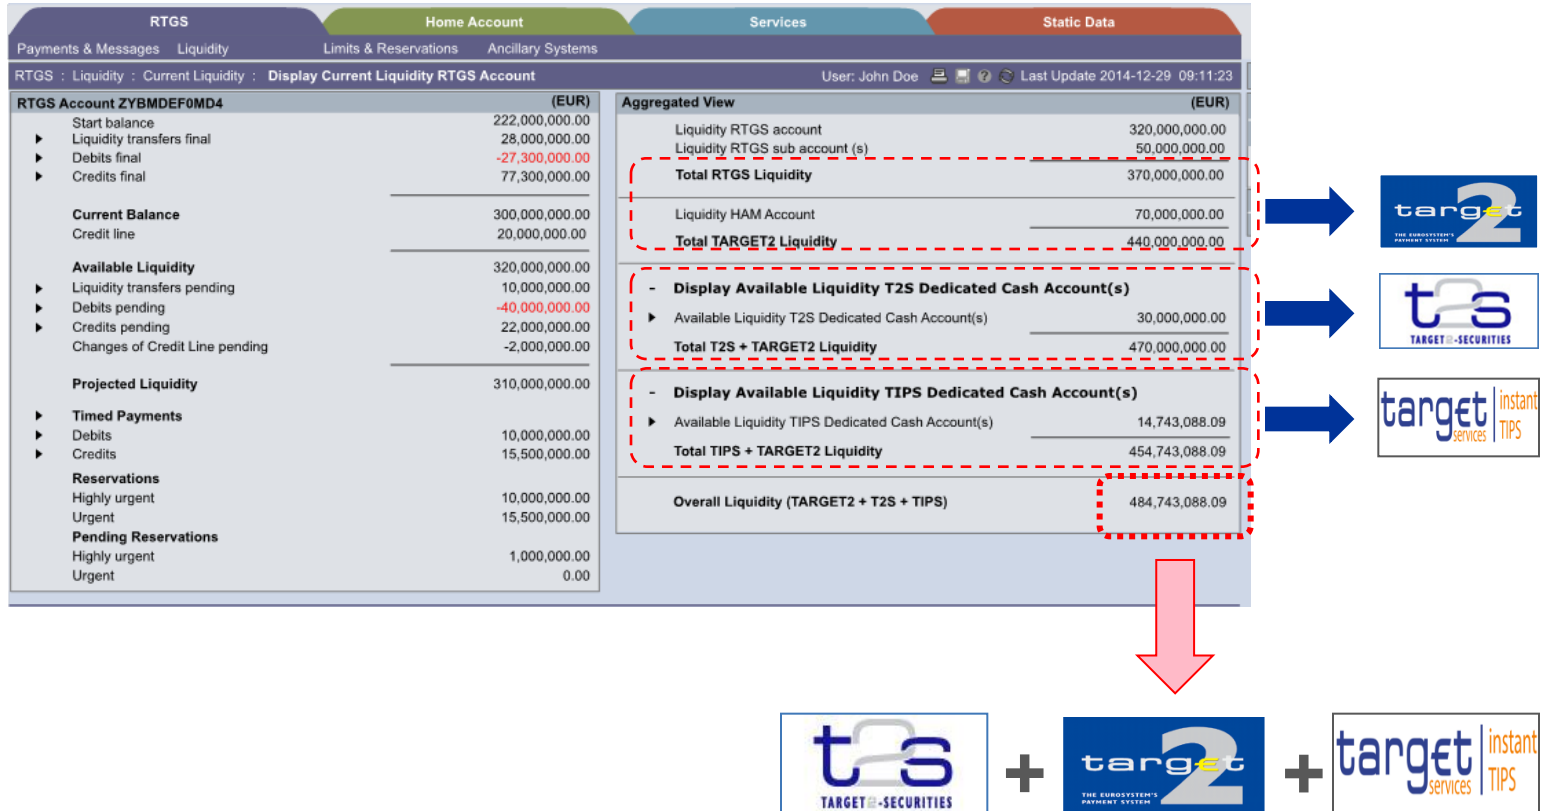 RTGS Home Account Services Static Data
Payments & Messages Liquidity Limits & Reservations Ancillary Systems
RTGS : Liquidity : Current Liquidity : Display Current Liquidity RTGS Account User: John Doe Last Update 2014-12-29 09:11:23
RTGS Account ZYBMDEF0MD4 (EUR)
Start balance 222,000,000.00
Liquidity transfers final 28,000,000.00
Debits final -27,300,000.00
Credits final 77,300,000.00
Current Balance 300,000,000.00
Credit line 20,000,000.00
Available Liquidity 320,000,000.00
Liquidity transfers pending 10,000,000.00
Debits pending -40,000,000.00
Credits pending 22,000,000.00
Changes of Credit Line pending -2,000,000.00
Projected Liquidity 310,000,000.00
Timed Payments
Debits 10,000,000.00
Credits 15,500,000.00
Reservations
Highly urgent 10,000,000.00
Urgent 15,500,000.00
Pending Reservations
Highly urgent 1,000,000.00
Urgent 0.00
Aggregated View (EUR)
Liquidity RTGS account 320,000,000.00
Liquidity RTGS sub account (s) 50,000,000.00
Total RTGS Liquidity 370,000,000.00
Liquidity HAM Account 70,000,000.00
Total TARGET2 Liquidity 440,000,000.00
- Display Available Liquidity T2S Dedicated Cash Account(s)
Available Liquidity T2S Dedicated Cash Account(s) 30,000,000.00
Total T2S + TARGET2 Liquidity 470,000,000.00
- Display Available Liquidity TIPS Dedicated Cash Account(s)
Available Liquidity TIPS Dedicated Cash Account(s) 14,743,088.09
Total TIPS + TARGET2 Liquidity 454,743,088.09
Overall Liquidity (TARGET2 + T2S + TIPS) 484,743,088.09
target 2
THE EUROSYSTEM'S
PAYMENT SYSTEM
t2s
TARGET2-SECURITIES
target instant
services TIPS
t2s
TARGET2-SECURITIES
+
target 2
THE EUROSYSTEM'S
PAYMENT SYSTEM
+
target instant
services TIPS